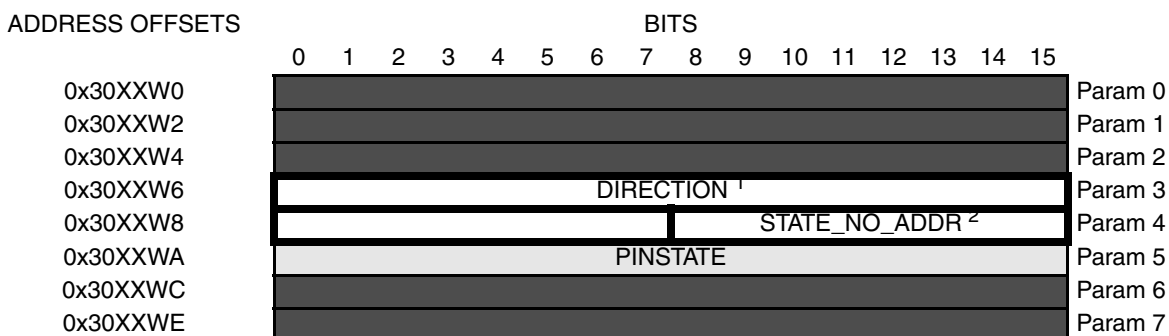 ADDRESS OFFSETS BITS
0 1 2 3 4 5 6 7 8 9 10 11 12 13 14 15
0x30XXW0 Param 0
0x30XXW2 Param 1
0x30XXW4 Param 2
0x30XXW6 DIRECTION 1 Param 3
0x30XXW8 STATE_NO_ADDR 2 Param 4
0x30XXWA PINSTATE Param 5
0x30XXWC Param 6
0x30XXWE Param 7